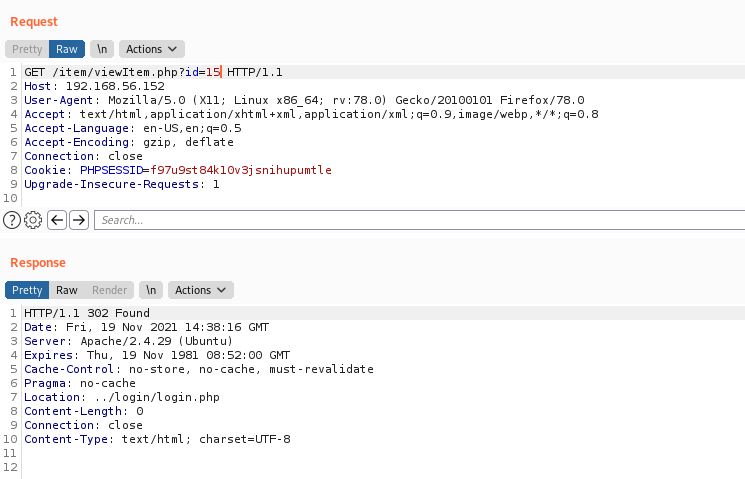 Request
Pretty Raw \n Actions
1 GET /item/viewItem.php?id=15 HTTP/1.1
2 Host: 192.168.56.152
3 User-Agent: Mozilla/5.0 (X11; Linux x86_64; rv:78.0) Gecko/20100101 Firefox/78.0
4 Accept: text/html,application/xhtml+xml,application/xml;q=0.9,image/webp,*/*;q=0.8
5 Accept-Language: en-US,en;q=0.5
6 Accept-Encoding: gzip, deflate
7 Connection: close
8 Cookie: PHPSESSID=f97u9st84k10v3jsnihupumtle
9 Upgrade-Insecure-Requests: 1
10
? Search...
Response
Pretty Raw Render \n Actions
1 HTTP/1.1 302 Found
2 Date: Fri, 19 Nov 2021 14:38:16 GMT
3 Server: Apache/2.4.29 (Ubuntu)
4 Expires: Thu, 19 Nov 1981 08:52:00 GMT
5 Cache-Control: no-store, no-cache, must-revalidate
6 Pragma: no-cache
7 Location: ../login/login.php
8 Content-Length: 0
9 Connection: close
10 Content-Type: text/html; charset=UTF-8
11
12